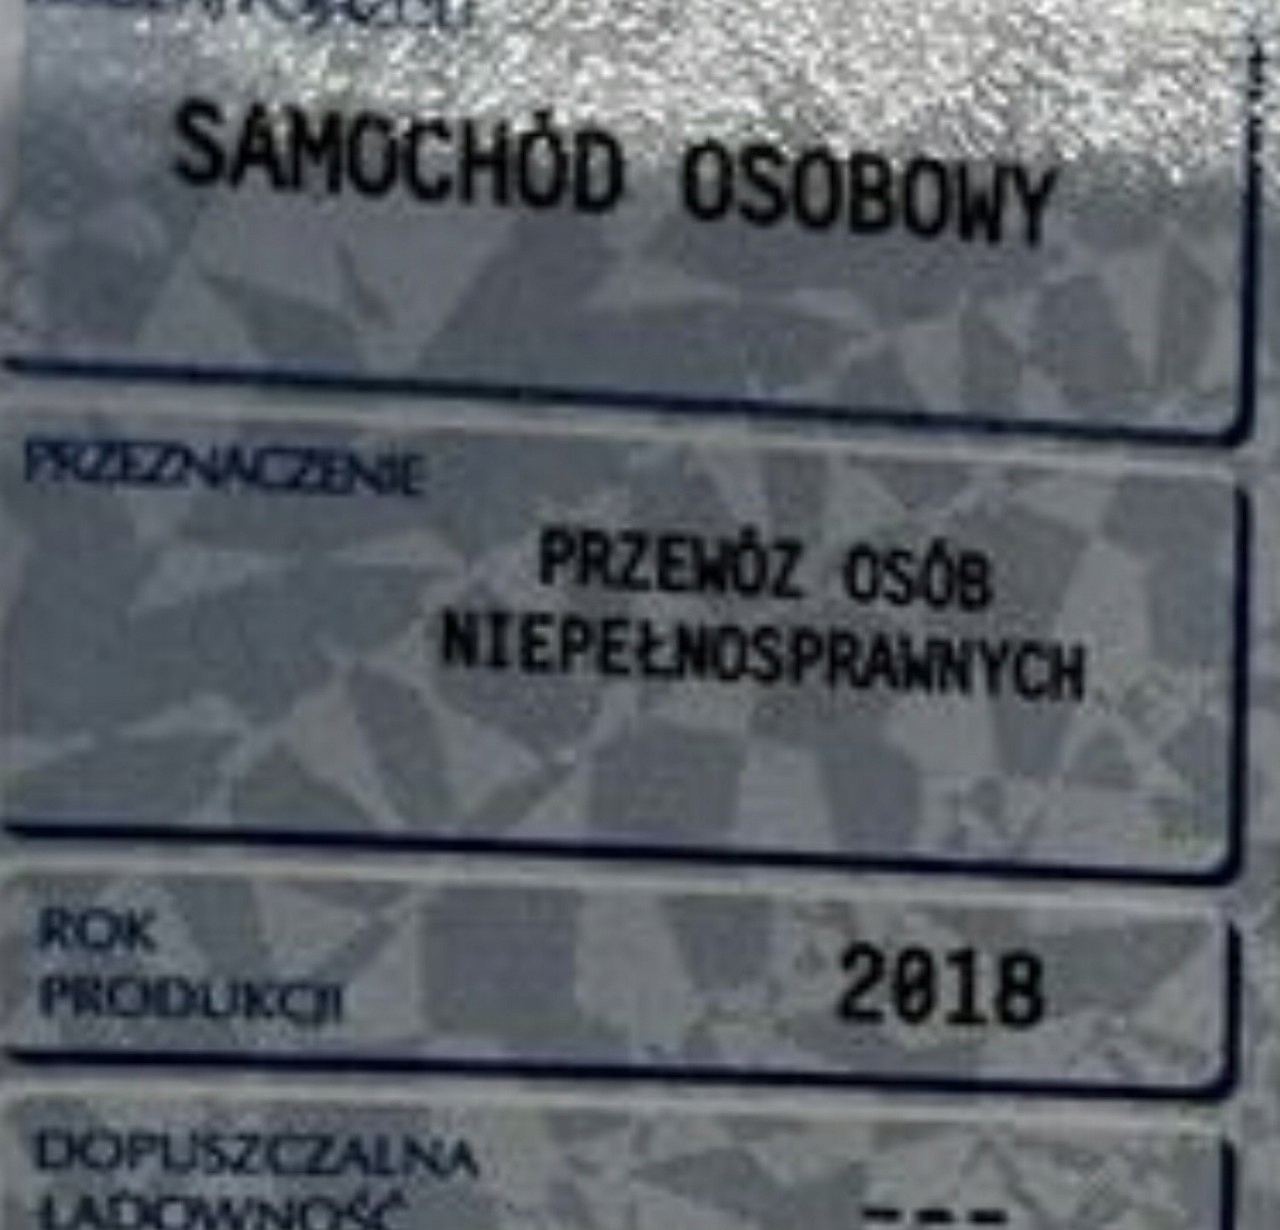 SAMOCHÓD OSOBOWY
PRZEZNACZENIE
PRZEWÓZ OSÓB
NIEPEŁNOSPRAWNYCH
ROK
PRODUKCJI
2018
DOPUSZCZALNA
ŁADOWNOŚĆ
---